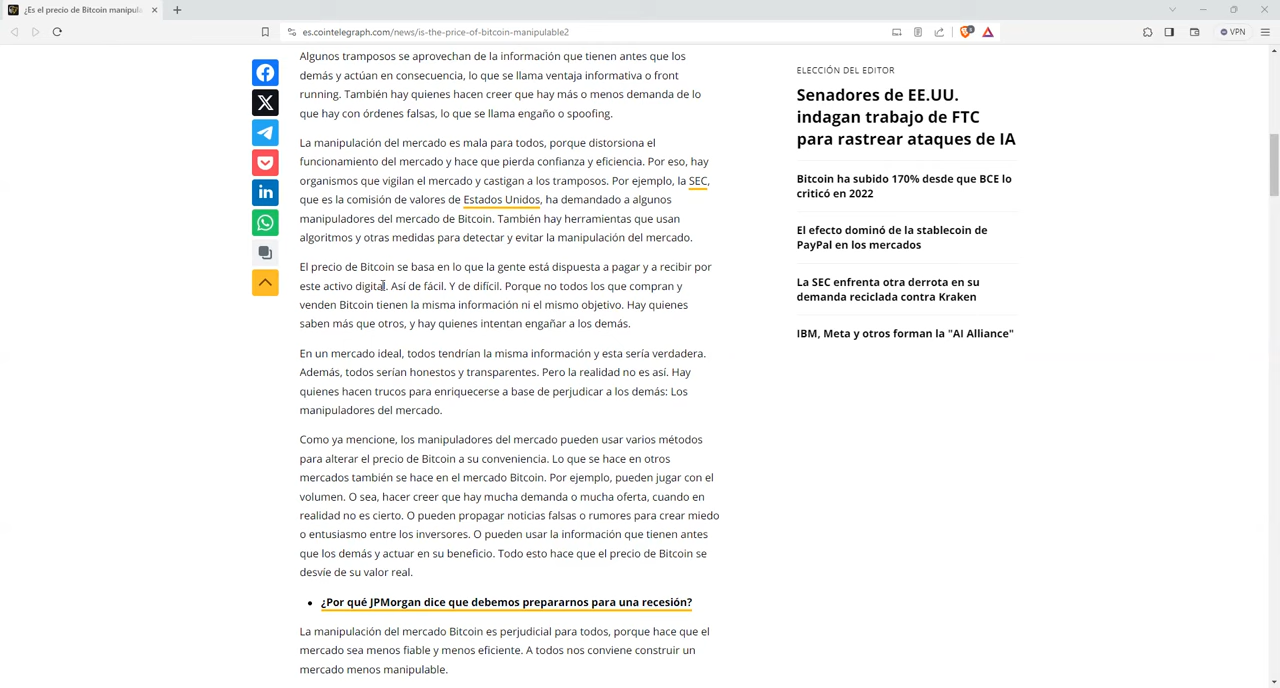 ¿Es el precio de Bitcoin manipula
es.cointelegraph.com/news/is-the-price-of-bitcoin-manipulable2
VPN
Algunos tramposos se aprovechan de la información que tienen antes que los
demás y actúan en consecuencia, lo que se llama ventaja informativa o front
running. También hay quienes hacen creer que hay más o menos demanda de lo
que hay con órdenes falsas, lo que se llama engaño o spoofing.
La manipulación del mercado es mala para todos, porque distorsiona el
funcionamiento del mercado y hace que pierda confianza y eficiencia. Por eso, hay
organismos que vigilan el mercado y castigan a los tramposos. Por ejemplo, la SEC,
que es la comisión de valores de Estados Unidos, ha demandado a algunos
manipuladores del mercado de Bitcoin. También hay herramientas que usan
algoritmos y otras medidas para detectar y evitar la manipulación del mercado.
El precio de Bitcoin se basa en lo que la gente está dispuesta a pagar y a recibir por
este activo digital. Así de fácil. Y de difícil. Porque no todos los que compran y
venden Bitcoin tienen la misma información ni el mismo objetivo. Hay quienes
saben más que otros, y hay quienes intentan engañar a los demás.
En un mercado ideal, todos tendrían la misma información y esta sería verdadera.
Además, todos serían honestos y transparentes. Pero la realidad no es así. Hay
quienes hacen trucos para enriquecerse a base de perjudicar a los demás: Los
manipuladores del mercado.
Como ya mencione, los manipuladores del mercado pueden usar varios métodos
para alterar el precio de Bitcoin a su conveniencia. Lo que se hace en otros
mercados también se hace en el mercado Bitcoin. Por ejemplo, pueden jugar con el
volumen. O sea, hacer creer que hay mucha demanda o mucha oferta, cuando en
realidad no es cierto. O pueden propagar noticias falsas o rumores para crear miedo
o entusiasmo entre los inversores. O pueden usar la información que tienen antes
que los demás y actuar en su beneficio. Todo esto hace que el precio de Bitcoin se
desvíe de su valor real.
¿Por qué JPMorgan dice que debemos prepararnos para una recesión?
La manipulación del mercado Bitcoin es perjudicial para todos, porque hace que el
mercado sea menos fiable y menos eficiente. A todos nos conviene construir un
mercado menos manipulable.
ELECCIÓN DEL EDITOR
Senadores de EE.UU.
indagan trabajo de FTC
para rastrear ataques de IA
Bitcoin ha subido 170% desde que BCE lo
criticó en 2022
El efecto dominó de la stablecoin de
PayPal en los mercados
La SEC enfrenta otra derrota en su
demanda reciclada contra Kraken
IBM, Meta y otros forman la "AI Alliance"